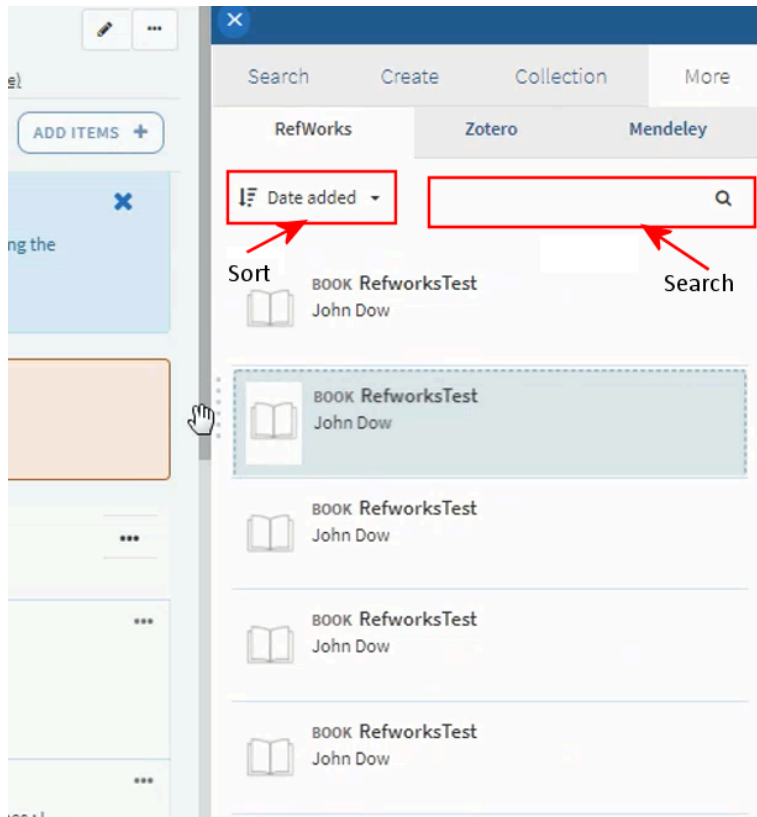 Search Create Collection More
e)
ADD ITEMS +
RefWorks Zotero Mendeley
Date added
ng the
Sort
Search
BOOK RefworksTest
John Dow
BOOK RefworksTest
John Dow
BOOK RefworksTest
John Dow
BOOK RefworksTest
John Dow
BOOK RefworksTest
John Dow